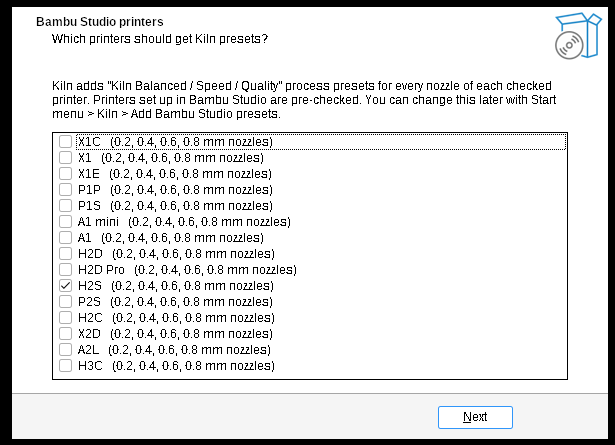 Bambu Studio printers
Which printers should get Kiln presets?
Kiln adds "Kiln Balanced / Speed / Quality" process presets for every nozzle of each checked
printer. Printers set up in Bambu Studio are pre-checked. You can change this later with Start
menu > Kiln > Add Bambu Studio presets.
X1C (0.2, 0.4, 0.6, 0.8 mm nozzles)
X1 (0.2, 0.4, 0.6, 0.8 mm nozzles)
X1E (0.2, 0.4, 0.6, 0.8 mm nozzles)
P1P (0.2, 0.4, 0.6, 0.8 mm nozzles)
P1S (0.2, 0.4, 0.6, 0.8 mm nozzles)
A1 mini (0.2, 0.4, 0.6, 0.8 mm nozzles)
A1 (0.2, 0.4, 0.6, 0.8 mm nozzles)
H2D (0.2, 0.4, 0.6, 0.8 mm nozzles)
H2D Pro (0.2, 0.4, 0.6, 0.8 mm nozzles)
H2S (0.2, 0.4, 0.6, 0.8 mm nozzles)
P2S (0.2, 0.4, 0.6, 0.8 mm nozzles)
H2C (0.2, 0.4, 0.6, 0.8 mm nozzles)
X2D (0.2, 0.4, 0.6, 0.8 mm nozzles)
A2L (0.2, 0.4, 0.6, 0.8 mm nozzles)
H3C (0.2, 0.4, 0.6, 0.8 mm nozzles)
Next